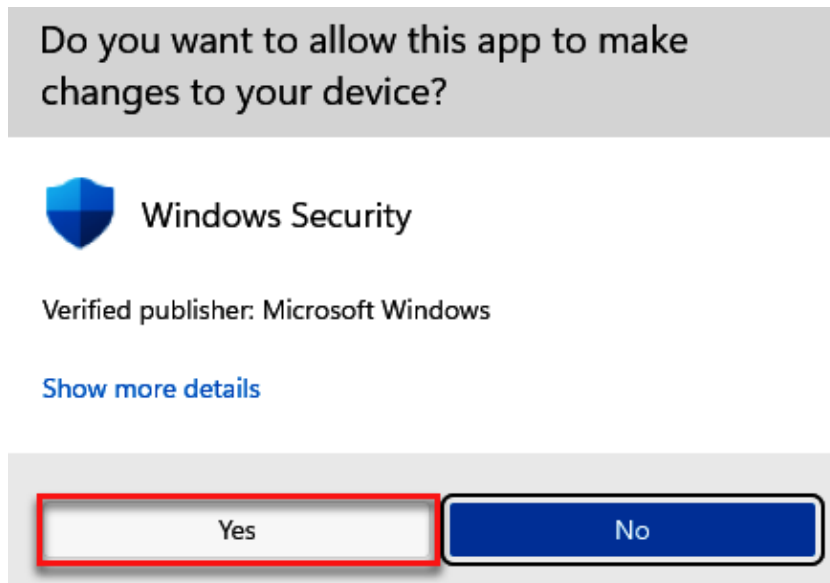 Do you want to allow this app to make
changes to your device?
Windows Security
Verified publisher: Microsoft Windows
Show more details
Yes
No